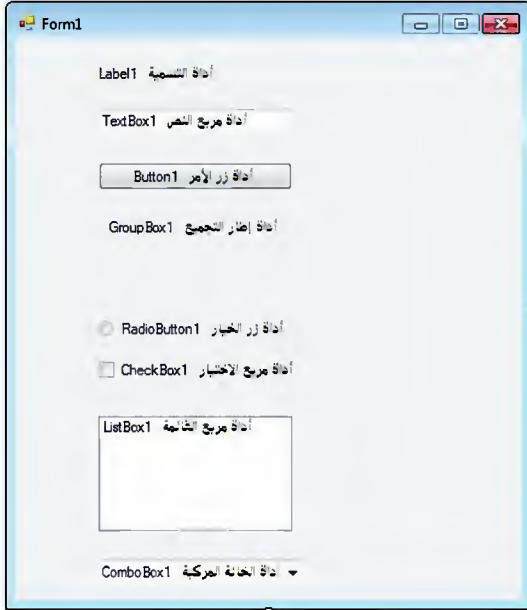 Form1
Label1 أداة التسمية
TextBox1 أداة مربع النص
Button1 أداة زر الأمر
GroupBox1 أداة إطار التجميع
RadioButton1 أداة زر الخيار
CheckBox1 أداة مربع الاختيار
ListBox1 أداة مربع القائمة
ComboBox1 أداة الخانة المركبة